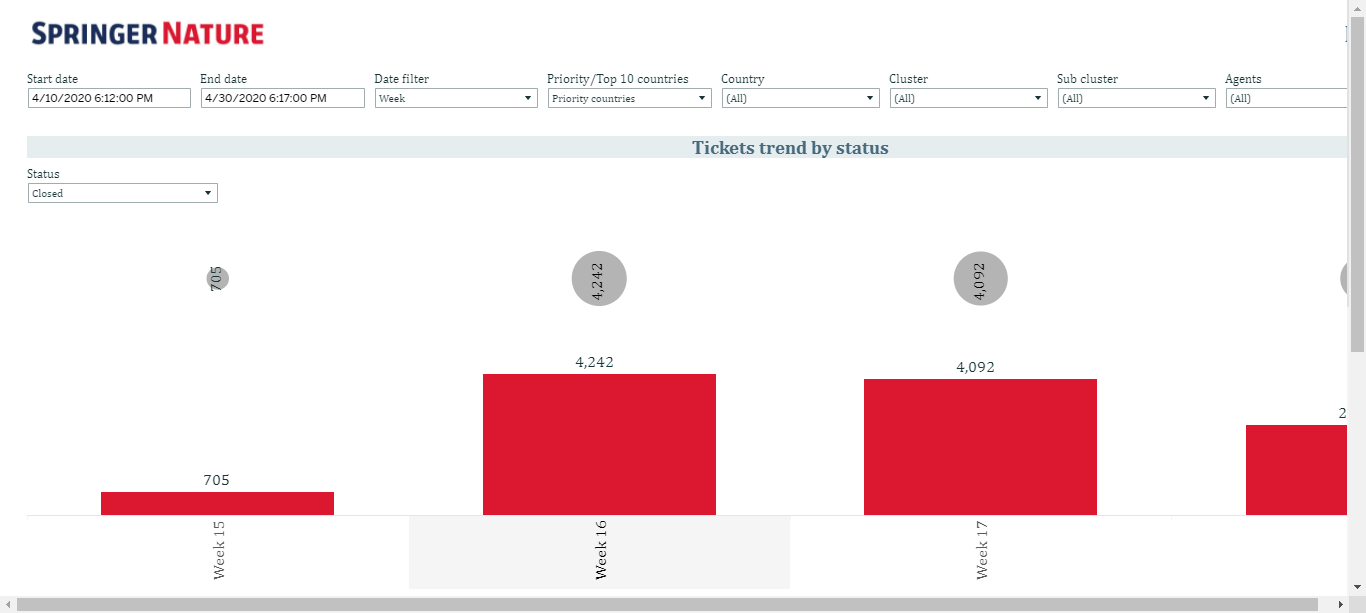 SPRINGER NATURE
Start date
End date
Date filter
Priority/Top 10 countries
Country
Cluster
Sub cluster
Agents
4/10/2020 6:12:00 PM
4/30/2020 6:17:00 PM
Week
Priority countries
(All)
(All)
(All)
(All)
Tickets trend by status
Status
Closed
705
4,242
4,092
4,242
4,092
2
705
Week 15
Week 16
Week 17